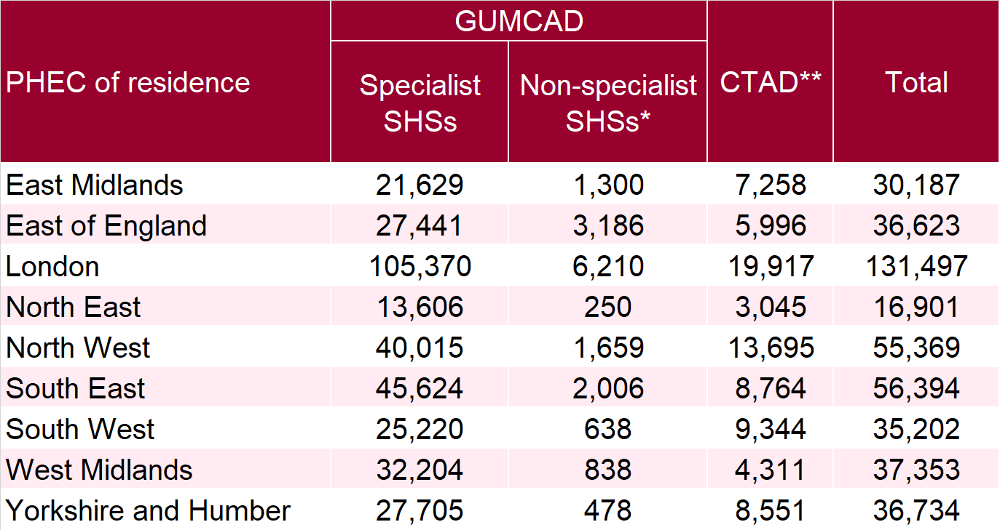 GUMCAD
PHEC of residence Specialist SHSs Non-specialist SHSs* CTAD** Total
East Midlands 21,629 1,300 7,258 30,187
East of England 27,441 3,186 5,996 36,623
London 105,370 6,210 19,917 131,497
North East 13,606 250 3,045 16,901
North West 40,015 1,659 13,695 55,369
South East 45,624 2,006 8,764 56,394
South West 25,220 638 9,344 35,202
West Midlands 32,204 838 4,311 37,353
Yorkshire and Humber 27,705 478 8,551 36,734